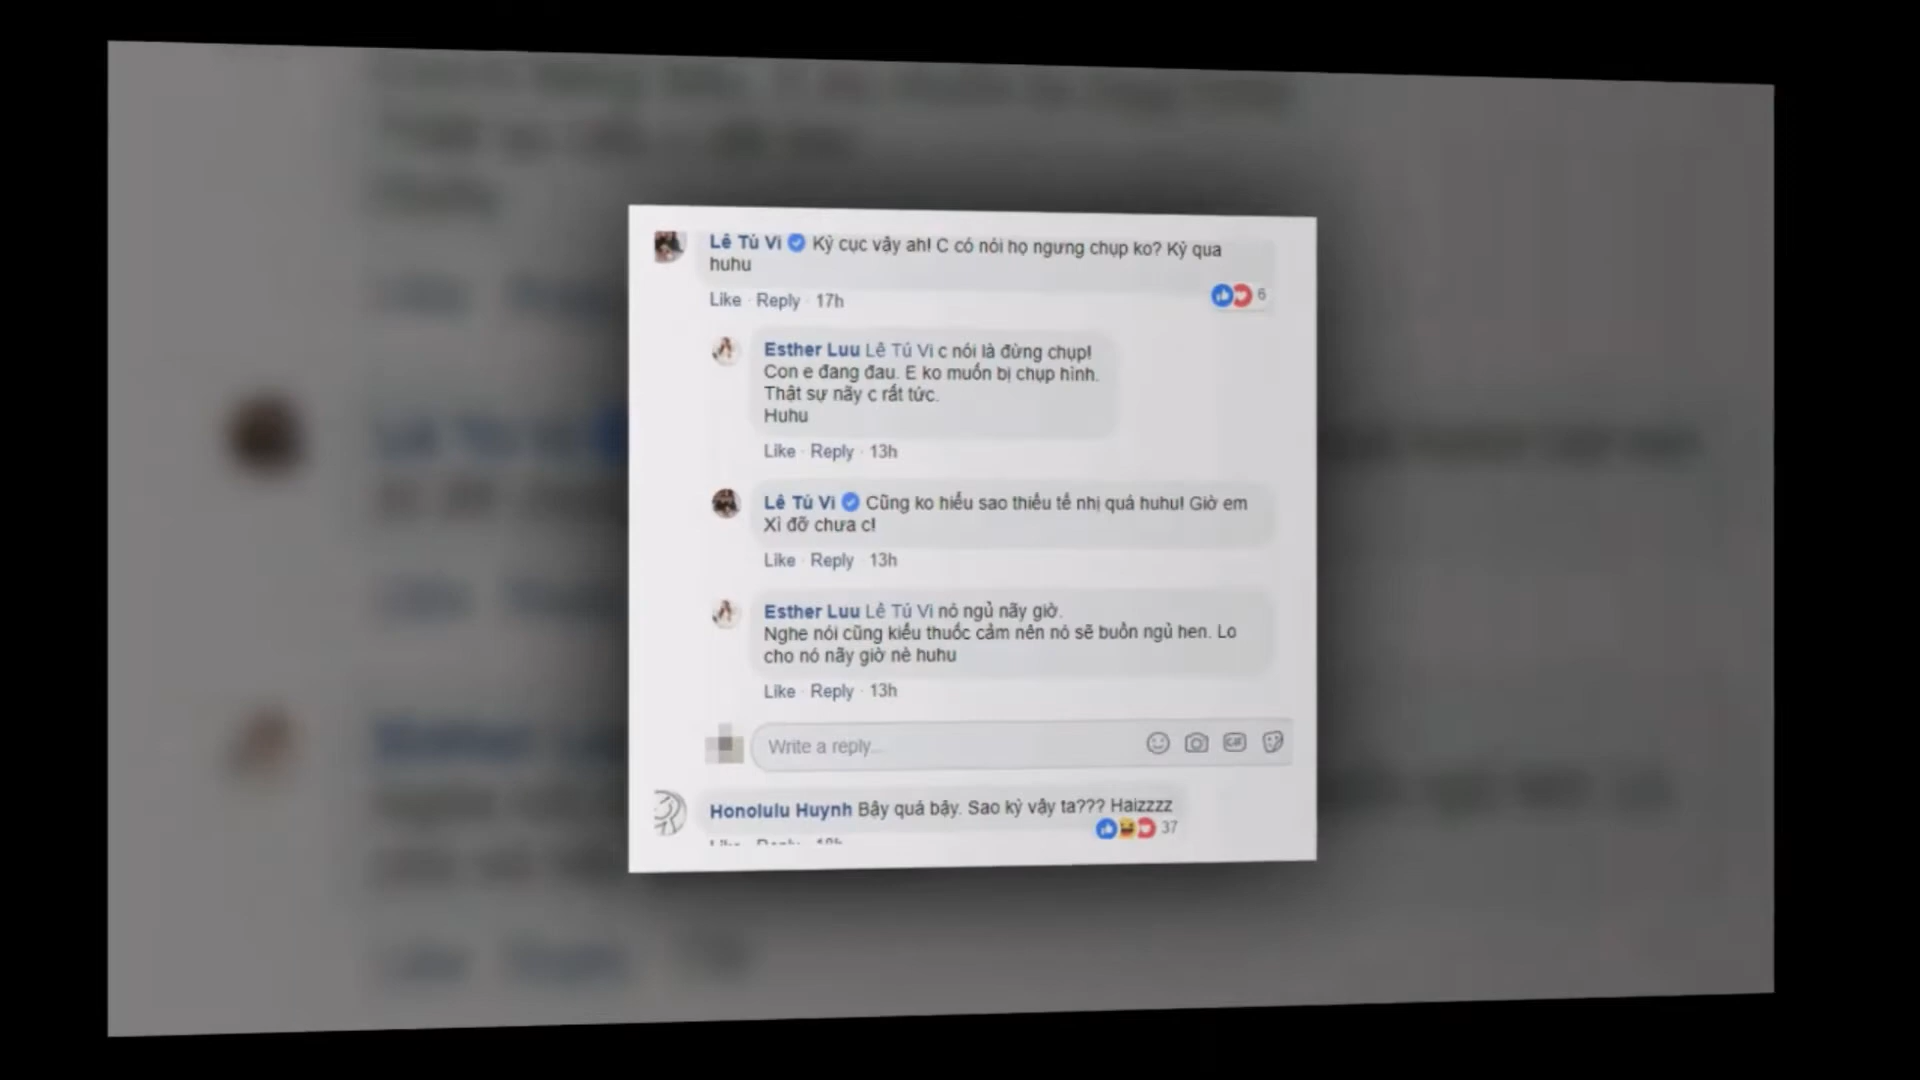 Lê Tú Vi Kỳ cục vậy ah! C có nói họ ngưng chụp ko? Kỳ qua
huhu
Like · Reply · 17h
6
Esther Luu Lê Tú Vi c nói là đừng chụp!
Con e đang đau. E ko muốn bị chụp hình.
Thật sự nãy c rất tức.
Huhu
Like · Reply · 13h
Lê Tú Vi Cũng ko hiểu sao thiếu tế nhị quá huhu! Giờ em
Xì đỡ chưa c!
Like · Reply · 13h
Esther Luu Lê Tú Vi nó ngủ nãy giờ.
Nghe nói cũng kiểu thuốc cảm nên nó sẽ buồn ngủ hen. Lo
cho nó nãy giờ nè huhu
Like · Reply · 13h
Write a reply...
GIF
Honolulu Huynh Bậy quá bậy. Sao kỳ vậy ta??? Haizzzz
37